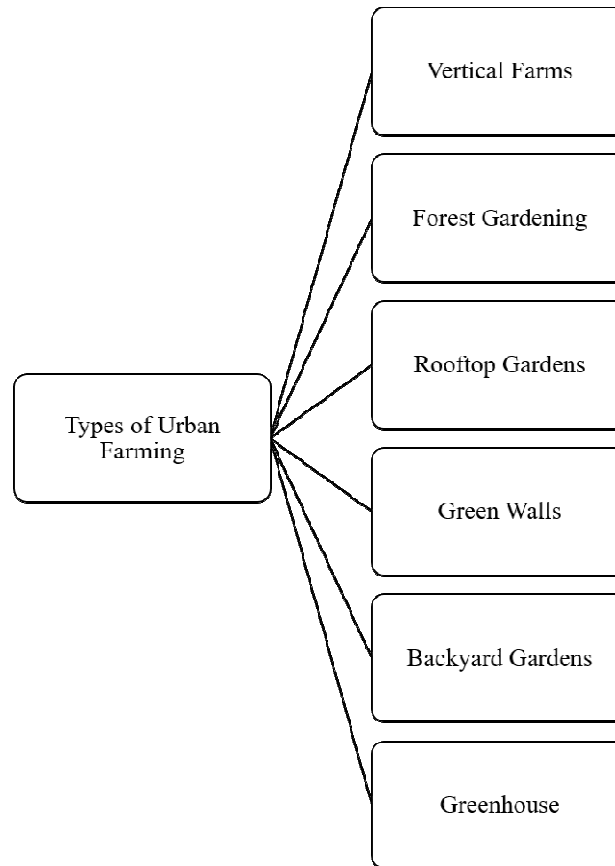 Vertical Farms
Forest Gardening
Rooftop Gardens
Types of Urban
Farming
Green Walls
Backyard Gardens
Greenhouse